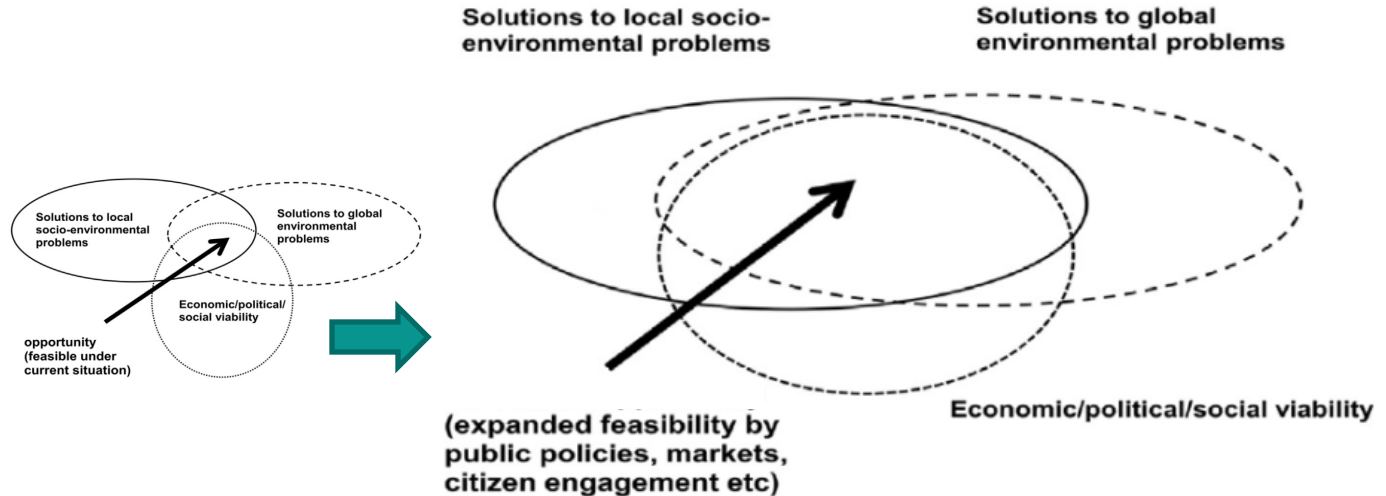 Solutions to local socio-
environmental problems
Solutions to global
environmental problems
Solutions to local
socio-environmental
problems
Solutions to global
environmental
problems
Economic/political/
social viability
opportunity
(feasible under
current situation)
Economic/political/social viability
(expanded feasibility by
public policies, markets,
citizen engagement etc)